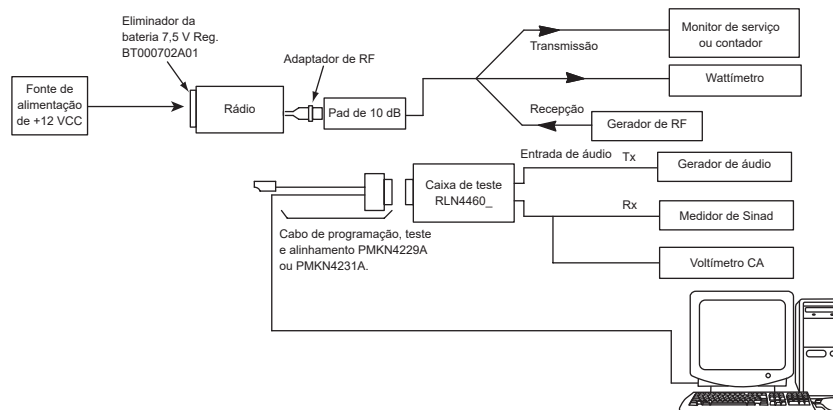 Eliminador da
bateria 7,5 V Reg.
BT000702A01
Adaptador de RF
Fonte de
alimentação
de +12 VCC
Rádio
Pad de 10 dB
Transmissão
Monitor de serviço
ou contador
Wattímetro
Recepção
Gerador de RF
Entrada de áudio
Tx
Gerador de áudio
Caixa de teste
RLN4460_
Rx
Medidor de Sinad
Voltímetro CA
Cabo de programação, teste
e alinhamento PMKN4229A
ou PMKN4231A.